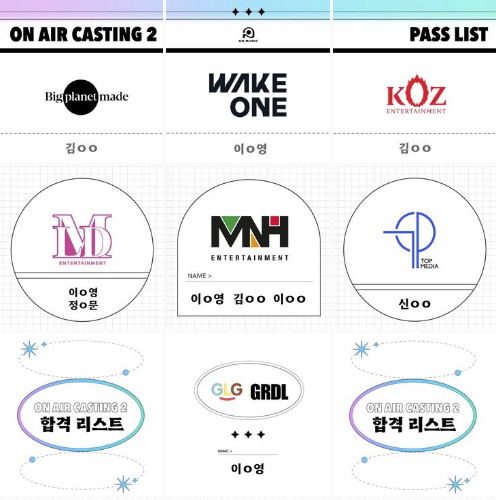 ON AIR CASTING 2
PASS LIST
Big planet made
김ㅇㅇ
WAKE
ONE
이ㅇ영
KOZ
ENTERTAINMENT
김ㅇㅇ
MD
ENTERTAINMENT
이ㅇ영
정ㅇ문
MNH
ENTERTAINMENT
NAME >
이ㅇ영 김ㅇㅇ 이ㅇㅇ
TOP
MEDIA
신ㅇㅇ
ON AIR CASTING 2
합격 리스트
GLG GRDL
NAME >
이ㅇ영
ON AIR CASTING 2
합격 리스트